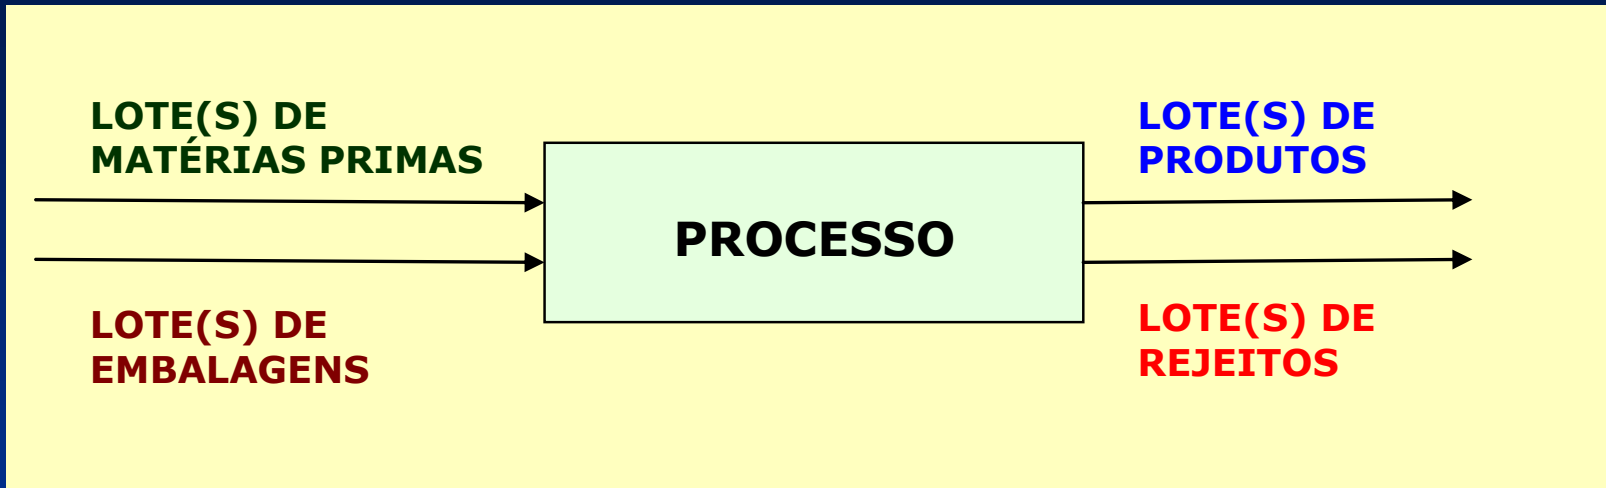 LOTE(S) DE
MATÉRIAS PRIMAS
LOTE(S) DE
EMBALAGENS
PROCESSO
LOTE(S) DE
PRODUTOS
LOTE(S) DE
REJEITOS